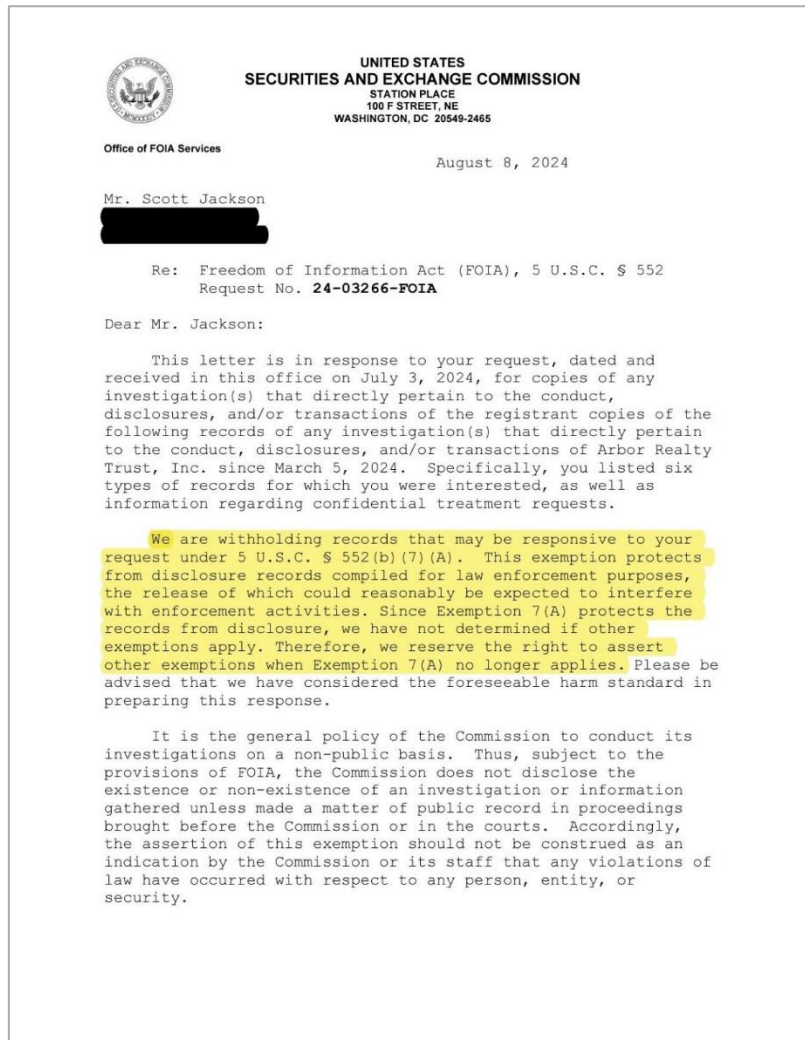 UNITED STATES
SECURITIES AND EXCHANGE COMMISSION
STATION PLACE
100 F STREET, NE
WASHINGTON, DC 20549-2465
Office of FOIA Services
August 8, 2024
Mr. Scott Jackson
Re: Freedom of Information Act (FOIA), 5 U.S.C. § 552
Request No. 24-03266-FOIA
Dear Mr. Jackson:
This letter is in response to your request, dated and
received in this office on July 3, 2024, for copies of any
investigation(s) that directly pertain to the conduct,
disclosures, and/or transactions of the registrant copies of the
following records of any investigation(s) that directly pertain
to the conduct, disclosures, and/or transactions of Arbor Realty
Trust, Inc. since March 5, 2024. Specifically, you listed six
types of records for which you were interested, as well as
information regarding confidential treatment requests.
We are withholding records that may be responsive to your
request under 5 U.S.C. § 552(b)(7)(A). This exemption protects
from disclosure records compiled for law enforcement purposes,
the release of which could reasonably be expected to interfere
with enforcement activities. Since Exemption 7(A) protects the
records from disclosure, we have not determined if other
exemptions apply. Therefore, we reserve the right to assert
other exemptions when Exemption 7(A) no longer applies. Please be
advised that we have considered the foreseeable harm standard in
preparing this response.
It is the general policy of the Commission to conduct its
investigations on a non-public basis. Thus, subject to the
provisions of FOIA, the Commission does not disclose the
existence or non-existence of an investigation or information
gathered unless made a matter of public record in proceedings
brought before the Commission or in the courts. Accordingly,
the assertion of this exemption should not be construed as an
indication by the Commission or its staff that any violations of
law have occurred with respect to any person, entity, or
security.